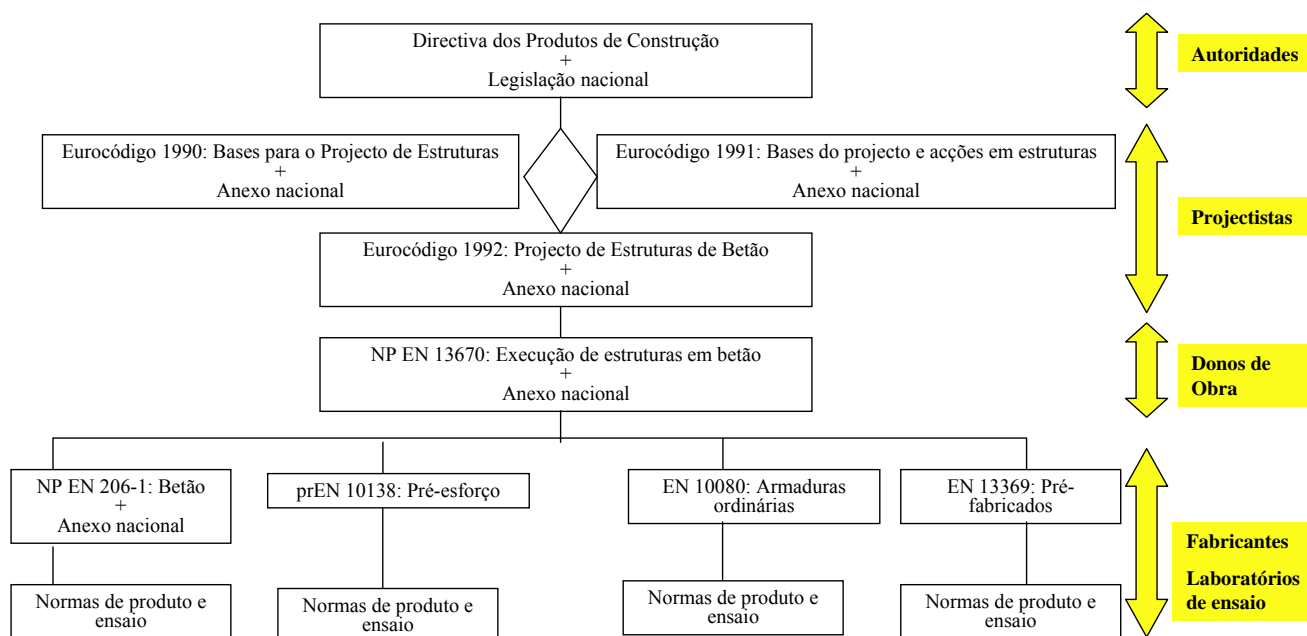 Directiva dos Produtos de Construção
+
Legislação nacional
Autoridades
Eurocódigo 1990: Bases para o Projecto de Estruturas
+
Anexo nacional
Eurocódigo 1991: Bases do projecto e acções em estruturas
+
Anexo nacional
Projectistas
Eurocódigo 1992: Projecto de Estruturas de Betão
+
Anexo nacional
NP EN 13670: Execução de estruturas em betão
+
Anexo nacional
Donos de
Obra
NP EN 206-1: Betão
+
Anexo nacional
prEN 10138: Pré-esforço
EN 10080: Armaduras
ordinárias
EN 13369: Pré-
fabricados
Fabricantes
Laboratórios
de ensaio
Normas de produto e
ensaio
Normas de produto e
ensaio
Normas de produto e
ensaio
Normas de produto e
ensaio